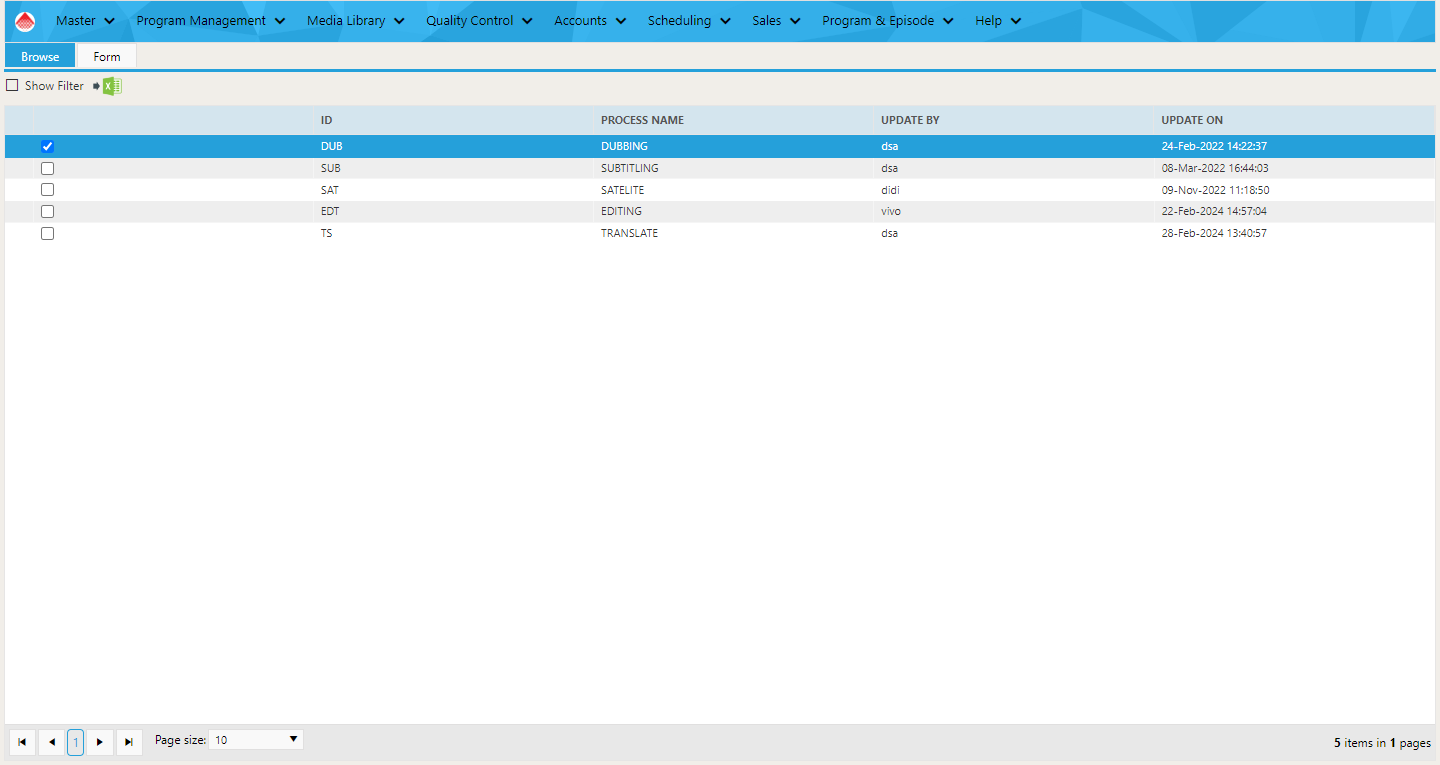 Master Program Management Media Library Quality Control Accounts Scheduling Sales Program & Episode Help
Browse Form
Show Filter
ID PROCESS NAME UPDATE BY UPDATE ON
DUB DUBBING dsa 24-Feb-2022 14:22:37
SUB SUBTITLING dsa 08-Mar-2022 16:44:03
SAT SATELITE didi 09-Nov-2022 11:18:50
EDT EDITING vivo 22-Feb-2024 14:57:04
TS TRANSLATE dsa 28-Feb-2024 13:40:57
1 Page size: 10 5 items in 1 pages